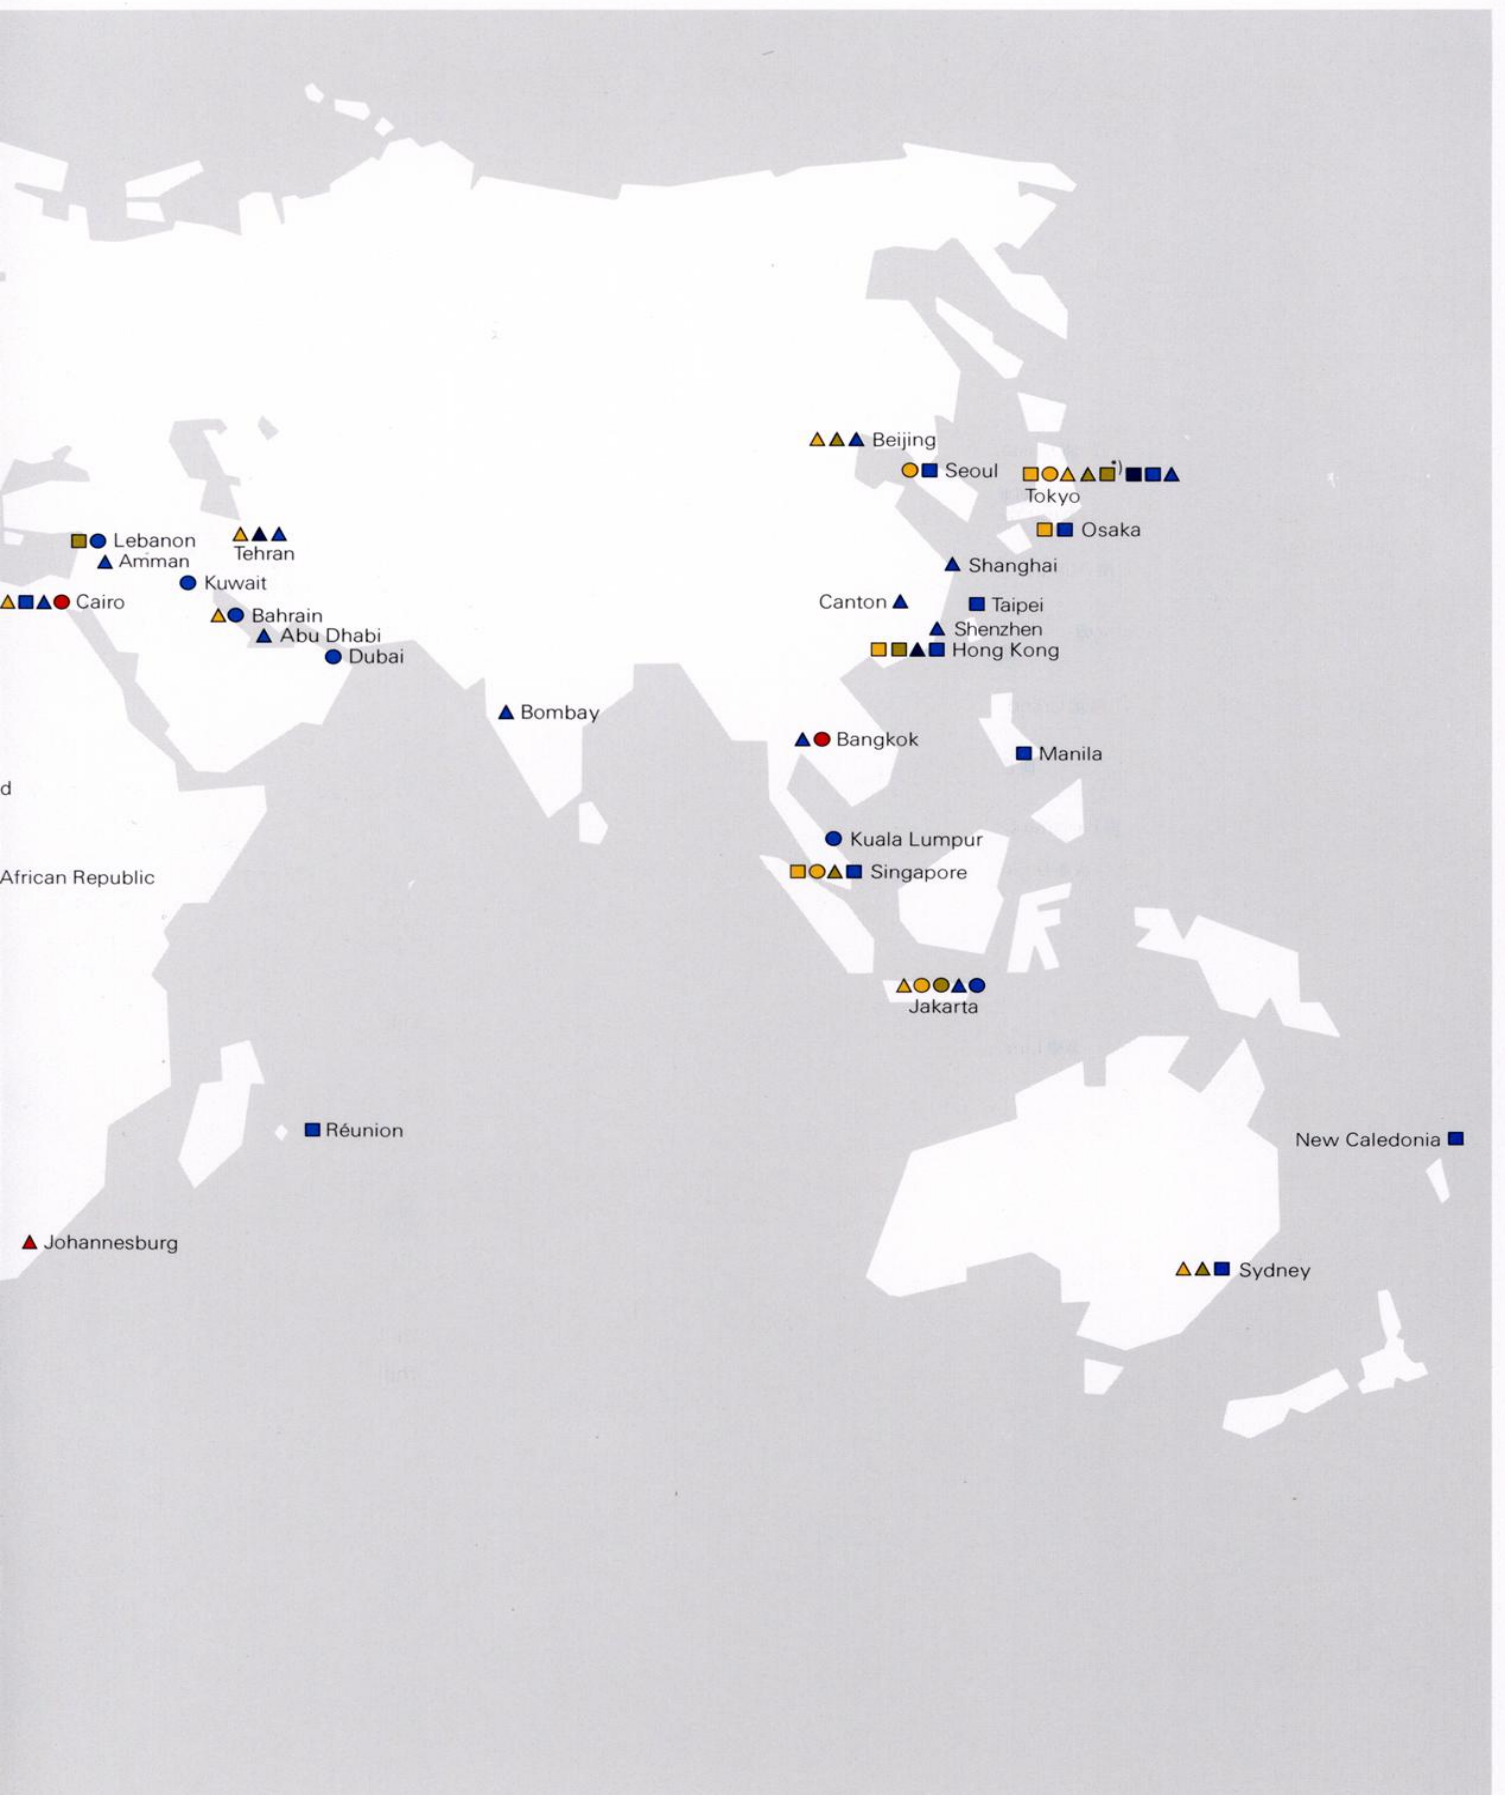 Beijing
Seoul
*)
Tokyo
Osaka
Lebanon
Tehran
Amman
Shanghai
Kuwait
Cairo
Canton
Taipei
Bahrain
Shenzhen
Abu Dhabi
Hong Kong
Dubai
Bombay
Bangkok
Manila
d
Kuala Lumpur
Singapore
African Republic
Jakarta
Réunion
New Caledonia
Johannesburg
Sydney